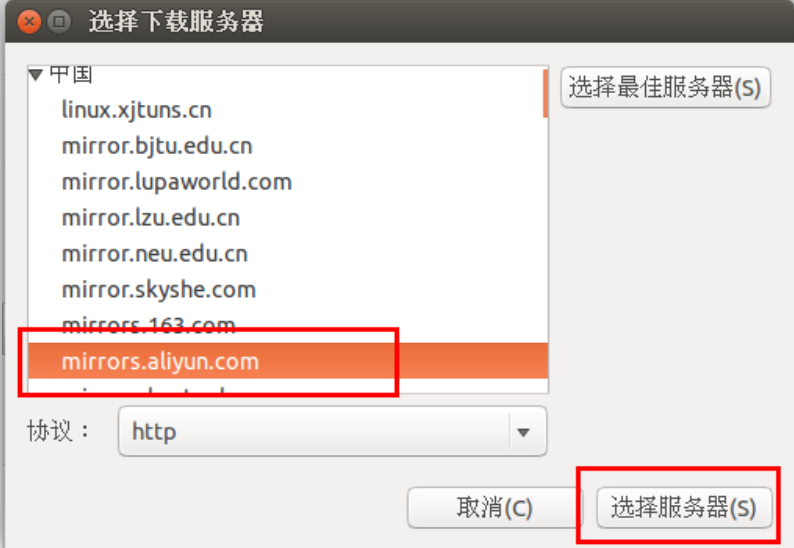 选择下载服务器
中国
选择最佳服务器(S)
linux.xjtuns.cn
mirror.bjtu.edu.cn
mirror.lupaworld.com
mirror.lzu.edu.cn
mirror.neu.edu.cn
mirror.skyshe.com
mirrors.163.com
mirrors.aliyun.com
协议：
http
取消(C)
选择服务器(S)